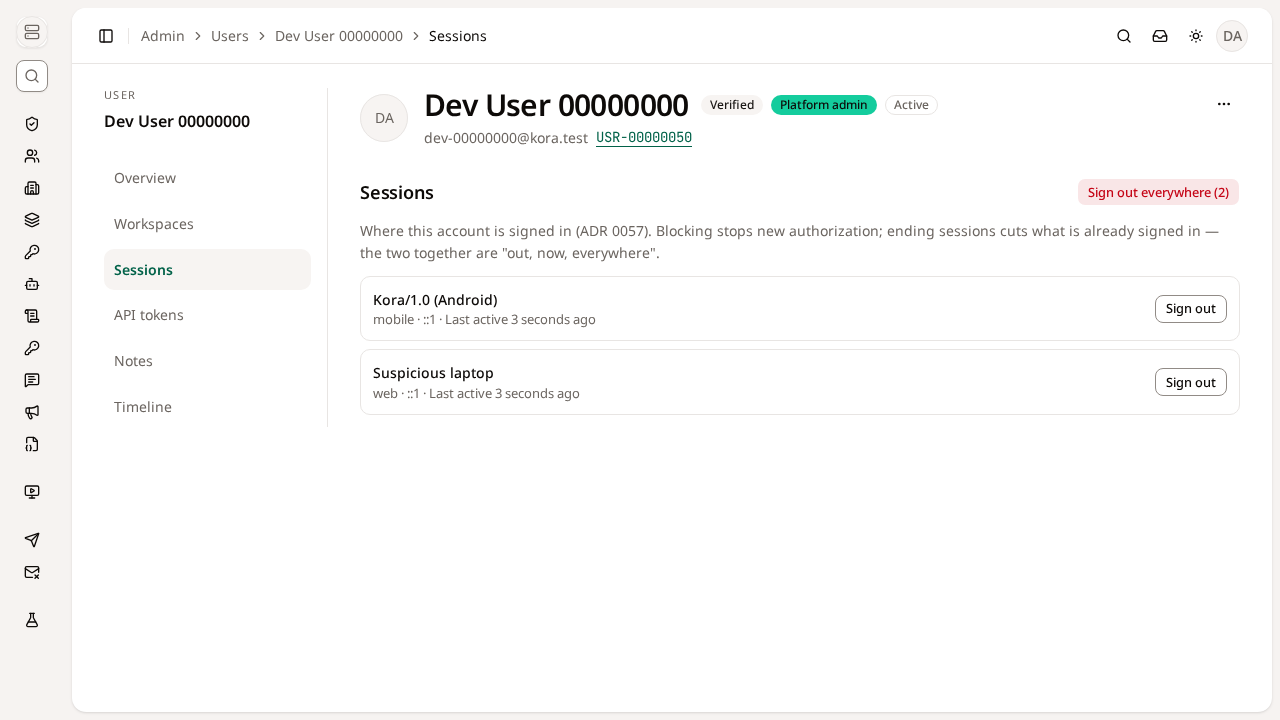 Admin
Users
Dev User 00000000
Sessions
DA
USER
Dev User 00000000
Overview
Workspaces
Sessions
API tokens
Notes
Timeline
DA
Dev User 00000000
Verified
Platform admin
Active
dev-00000000@kora.test USR-00000050
Sessions
Sign out everywhere (2)
Where this account is signed in (ADR 0057). Blocking stops new authorization; ending sessions cuts what is already signed in —
the two together are "out, now, everywhere".
Kora/1.0 (Android)
mobile · ::1 · Last active 3 seconds ago
Sign out
Suspicious laptop
web · ::1 · Last active 3 seconds ago
Sign out